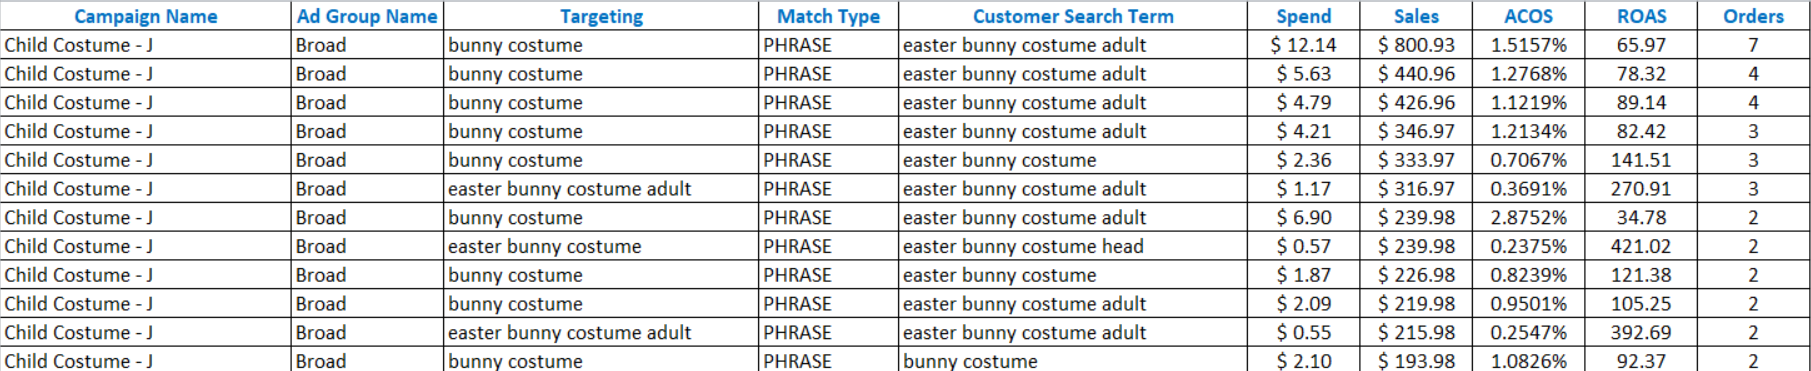 Campaign Name Ad Group Name Targeting Match Type Customer Search Term Spend Sales ACOS ROAS Orders
Child Costume - J Broad bunny costume PHRASE easter bunny costume adult $ 12.14 $ 800.93 1.5157% 65.97 7
Child Costume - J Broad bunny costume PHRASE easter bunny costume adult $ 5.63 $ 440.96 1.2768% 78.32 4
Child Costume - J Broad bunny costume PHRASE easter bunny costume adult $ 4.79 $ 426.96 1.1219% 89.14 4
Child Costume - J Broad bunny costume PHRASE easter bunny costume adult $ 4.21 $ 346.97 1.2134% 82.42 3
Child Costume - J Broad bunny costume PHRASE easter bunny costume $ 2.36 $ 333.97 0.7067% 141.51 3
Child Costume - J Broad easter bunny costume adult PHRASE easter bunny costume adult $ 1.17 $ 316.97 0.3691% 270.91 3
Child Costume - J Broad bunny costume PHRASE easter bunny costume adult $ 6.90 $ 239.98 2.8752% 34.78 2
Child Costume - J Broad easter bunny costume PHRASE easter bunny costume head $ 0.57 $ 239.98 0.2375% 421.02 2
Child Costume - J Broad bunny costume PHRASE easter bunny costume $ 1.87 $ 226.98 0.8239% 121.38 2
Child Costume - J Broad bunny costume PHRASE easter bunny costume adult $ 2.09 $ 219.98 0.9501% 105.25 2
Child Costume - J Broad easter bunny costume adult PHRASE easter bunny costume adult $ 0.55 $ 215.98 0.2547% 392.69 2
Child Costume - J Broad bunny costume PHRASE bunny costume $ 2.10 $ 193.98 1.0826% 92.37 2